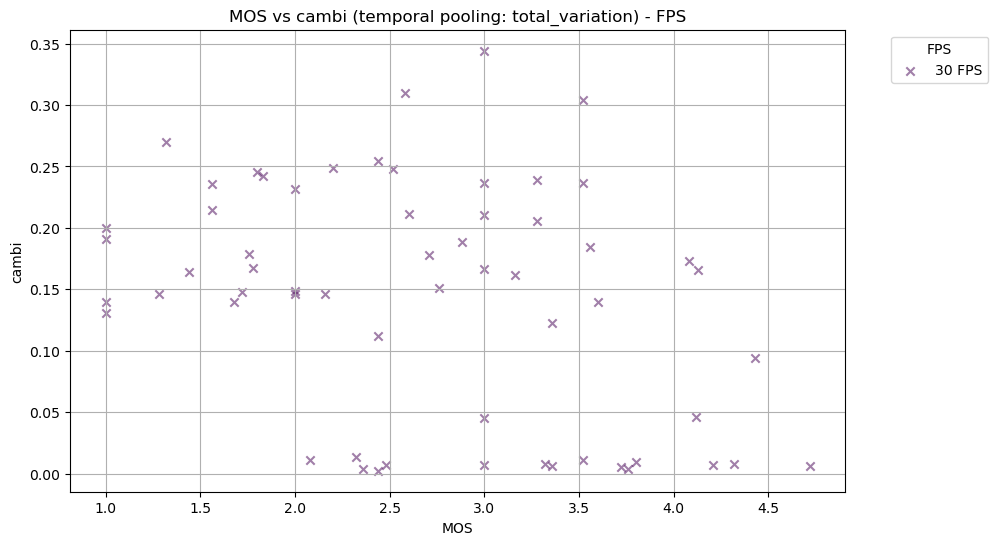 MOS vs cambi (temporal pooling: total_variation) - FPS
FPS
30 FPS
0.35
0.30
0.25
0.20
0.15
0.10
0.05
0.00
cambi
1.0 1.5 2.0 2.5 3.0 3.5 4.0 4.5
MOS